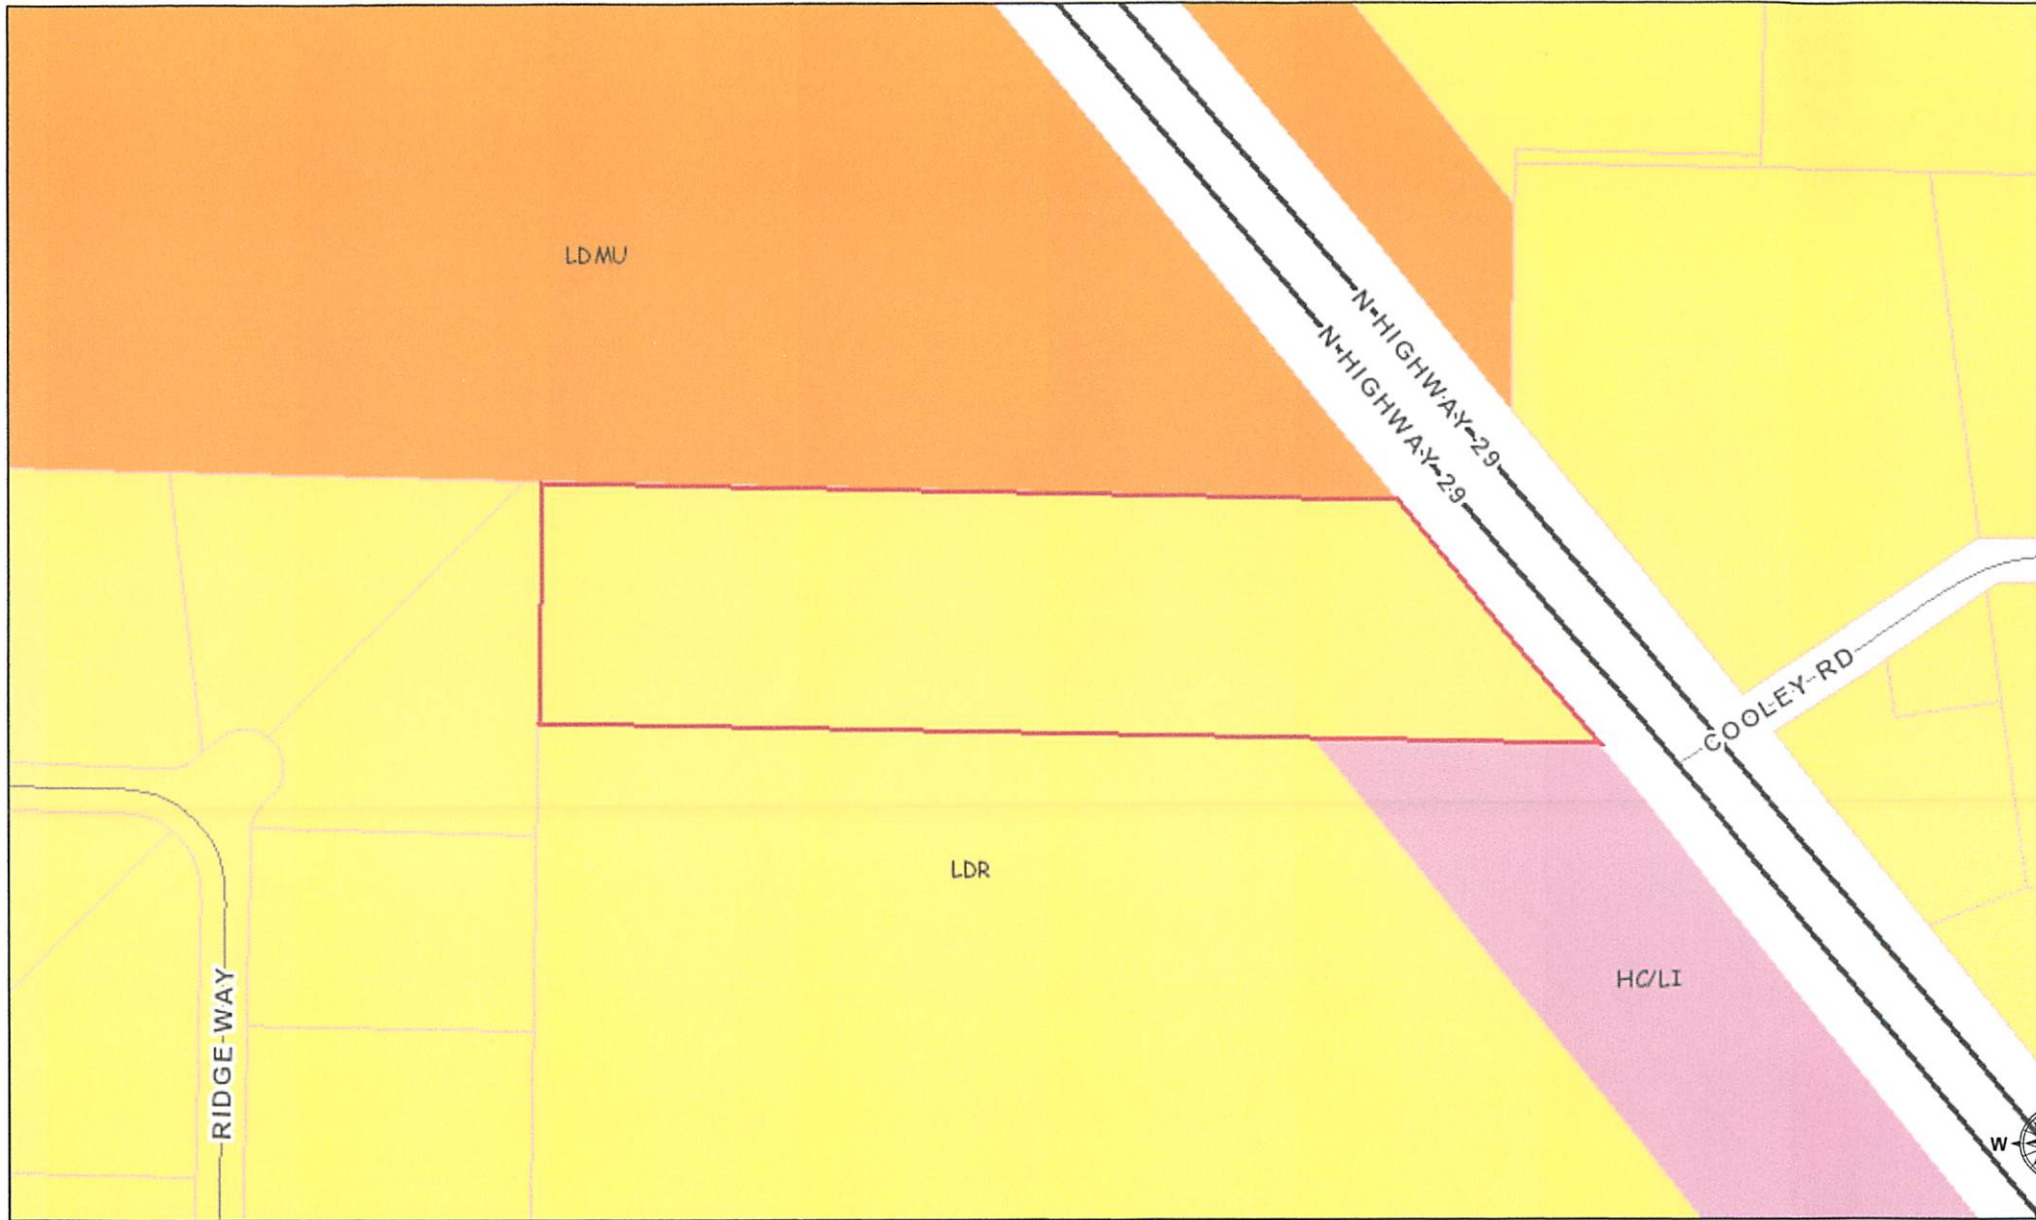 LDMU
N-HIGHWAY-29
N-HIGHWAY-29
COOLEY-RD
LDR
HC/LI
RIDGE-WAY
W